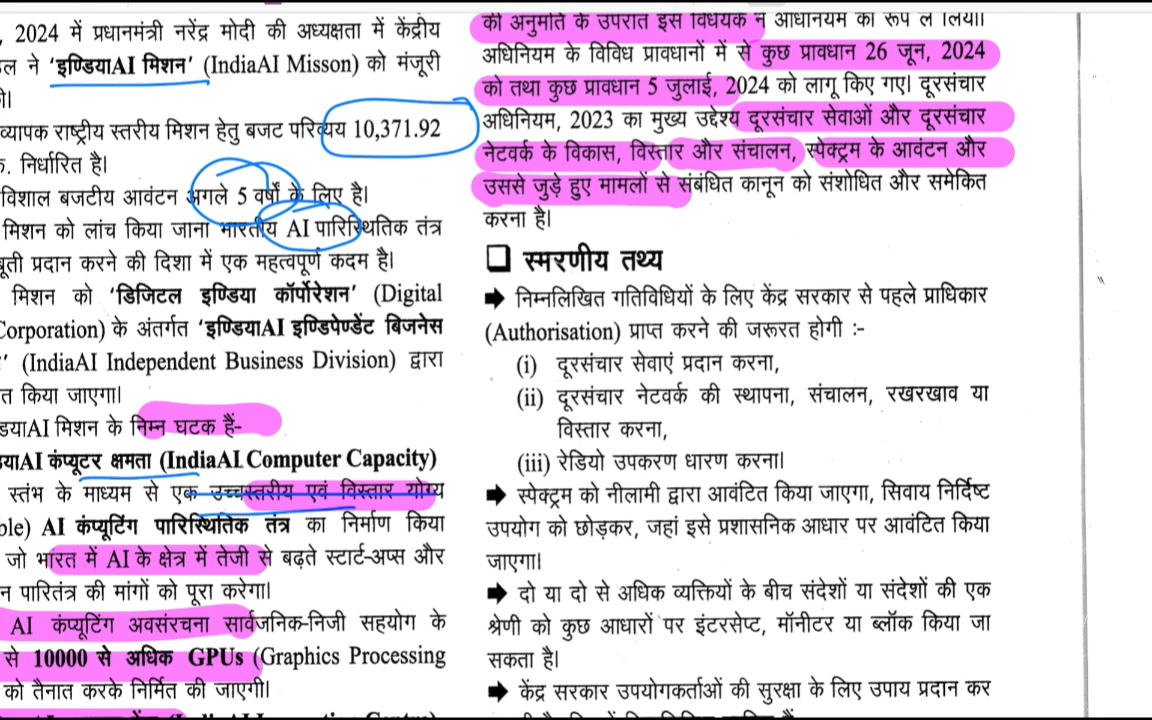 , 2024 में प्रधानमंत्री नरेंद्र मोदी की अध्यक्षता में केंद्रीय
ल ने ‘इण्डियाAI मिशन’ (IndiaAI Misson) को मंजूरी
व्यापक राष्ट्रीय स्तरीय मिशन हेतु बजट परिव्यय 10,371.92
. निर्धारित है।
विशाल बजटीय आवंटन अगले 5 वर्षों के लिए है।
मिशन को लांच किया जाना भारतीय AI पारिस्थितिक तंत्र
बूती प्रदान करने की दिशा में एक महत्वपूर्ण कदम है।
मिशन को ‘डिजिटल इण्डिया कॉर्पोरेशन’ (Digital
Corporation) के अंतर्गत ‘इण्डियाAI इण्डिपेण्डेंट बिजनेस
’ (IndiaAI Independent Business Division) द्वारा
त किया जाएगा।
डयाAI मिशन के निम्न घटक हैं-
याAI कंप्यूटर क्षमता (IndiaAI Computer Capacity)
स्तंभ के माध्यम से एक उच्चस्तरीय एवं विस्तार योग्य
ble) AI कंप्यूटिंग पारिस्थितिक तंत्र का निर्माण किया
जो भारत में AI के क्षेत्र में तेजी से बढ़ते स्टार्ट-अप्स और
न पारितंत्र की मांगों को पूरा करेगा।
AI कंप्यूटिंग अवसंरचना सार्वजनिक-निजी सहयोग के
से 10000 से अधिक GPUs (Graphics Processing
को तैनात करके निर्मित की जाएगी।
की अनुमति के उपरांत इस विधेयक ने अधिनियम का रूप ले लिया।
अधिनियम के विविध प्रावधानों में से कुछ प्रावधान 26 जून, 2024
को तथा कुछ प्रावधान 5 जुलाई, 2024 को लागू किए गए। दूरसंचार
अधिनियम, 2023 का मुख्य उद्देश्य दूरसंचार सेवाओं और दूरसंचार
नेटवर्क के विकास, विस्तार और संचालन, स्पेक्ट्रम के आवंटन और
उससे जुड़े हुए मामलों से संबंधित कानून को संशोधित और समेकित
करना है।
❑ स्मरणीय तथ्य
➡ निम्नलिखित गतिविधियों के लिए केंद्र सरकार से पहले प्राधिकार
(Authorisation) प्राप्त करने की जरूरत होगी :-
(i) दूरसंचार सेवाएं प्रदान करना,
(ii) दूरसंचार नेटवर्क की स्थापना, संचालन, रखरखाव या
विस्तार करना,
(iii) रेडियो उपकरण धारण करना।
➡ स्पेक्ट्रम को नीलामी द्वारा आवंटित किया जाएगा, सिवाय निर्दिष्ट
उपयोग को छोड़कर, जहां इसे प्रशासनिक आधार पर आवंटित किया
जाएगा।
➡ दो या दो से अधिक व्यक्तियों के बीच संदेशों या संदेशों की एक
श्रेणी को कुछ आधारों पर इंटरसेप्ट, मॉनीटर या ब्लॉक किया जा
सकता है।
➡ केंद्र सरकार उपयोगकर्ताओं की सुरक्षा के लिए उपाय प्रदान कर